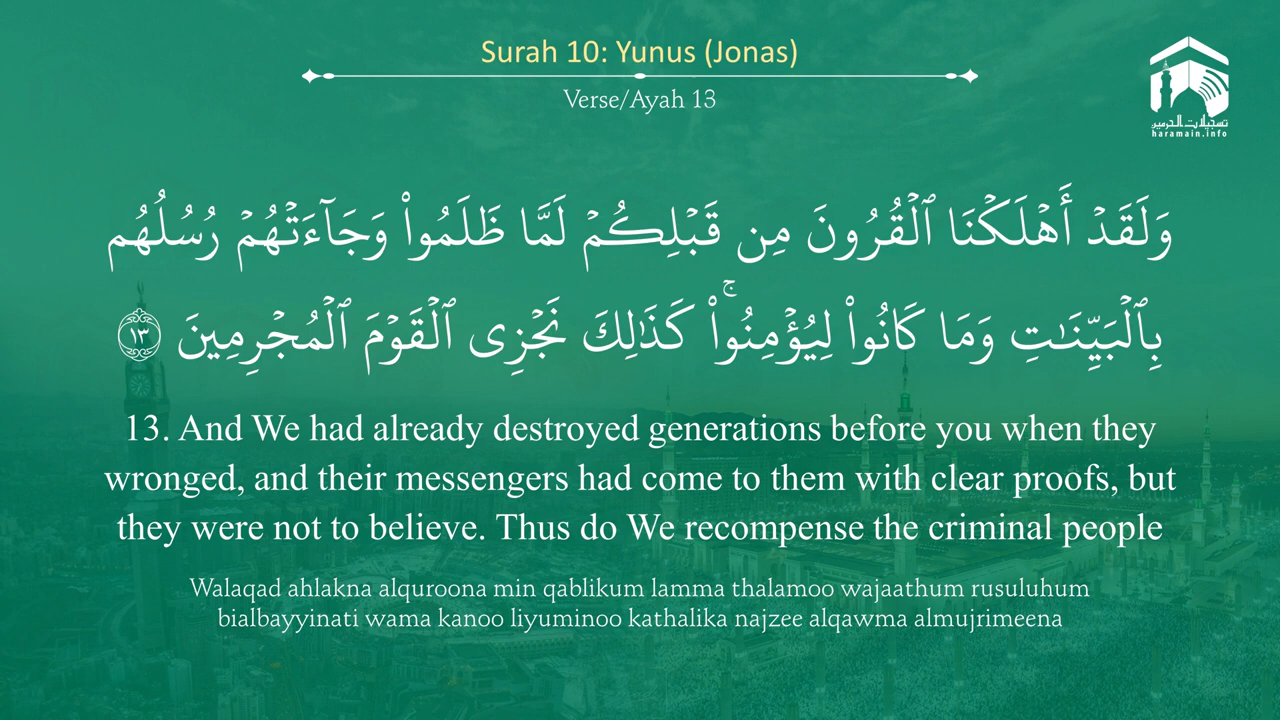 Surah 10: Yunus (Jonas)
Verse/Ayah 13
تسجيلات الحرمين
haramain.info
وَلَقَدْ أَهْلَكْنَا ٱلْقُرُونَ مِن قَبْلِكُمْ لَمَّا ظَلَمُوا۟ وَجَآءَتْهُمْ رُسُلُهُم
بِٱلْبَيِّنَـٰتِ وَمَا كَانُوا۟ لِيُؤْمِنُوا۟ ۚ كَذَٰلِكَ نَجْزِى ٱلْقَوْمَ ٱلْمُجْرِمِينَ ١٣
13. And We had already destroyed generations before you when they
wronged, and their messengers had come to them with clear proofs, but
they were not to believe. Thus do We recompense the criminal people
Walaqad ahlakna alquroona min qablikum lamma thalamoo wajaathum rusuluhum
bialbayyinati wama kanoo liyuminoo kathalika najzee alqawma almujrimeena